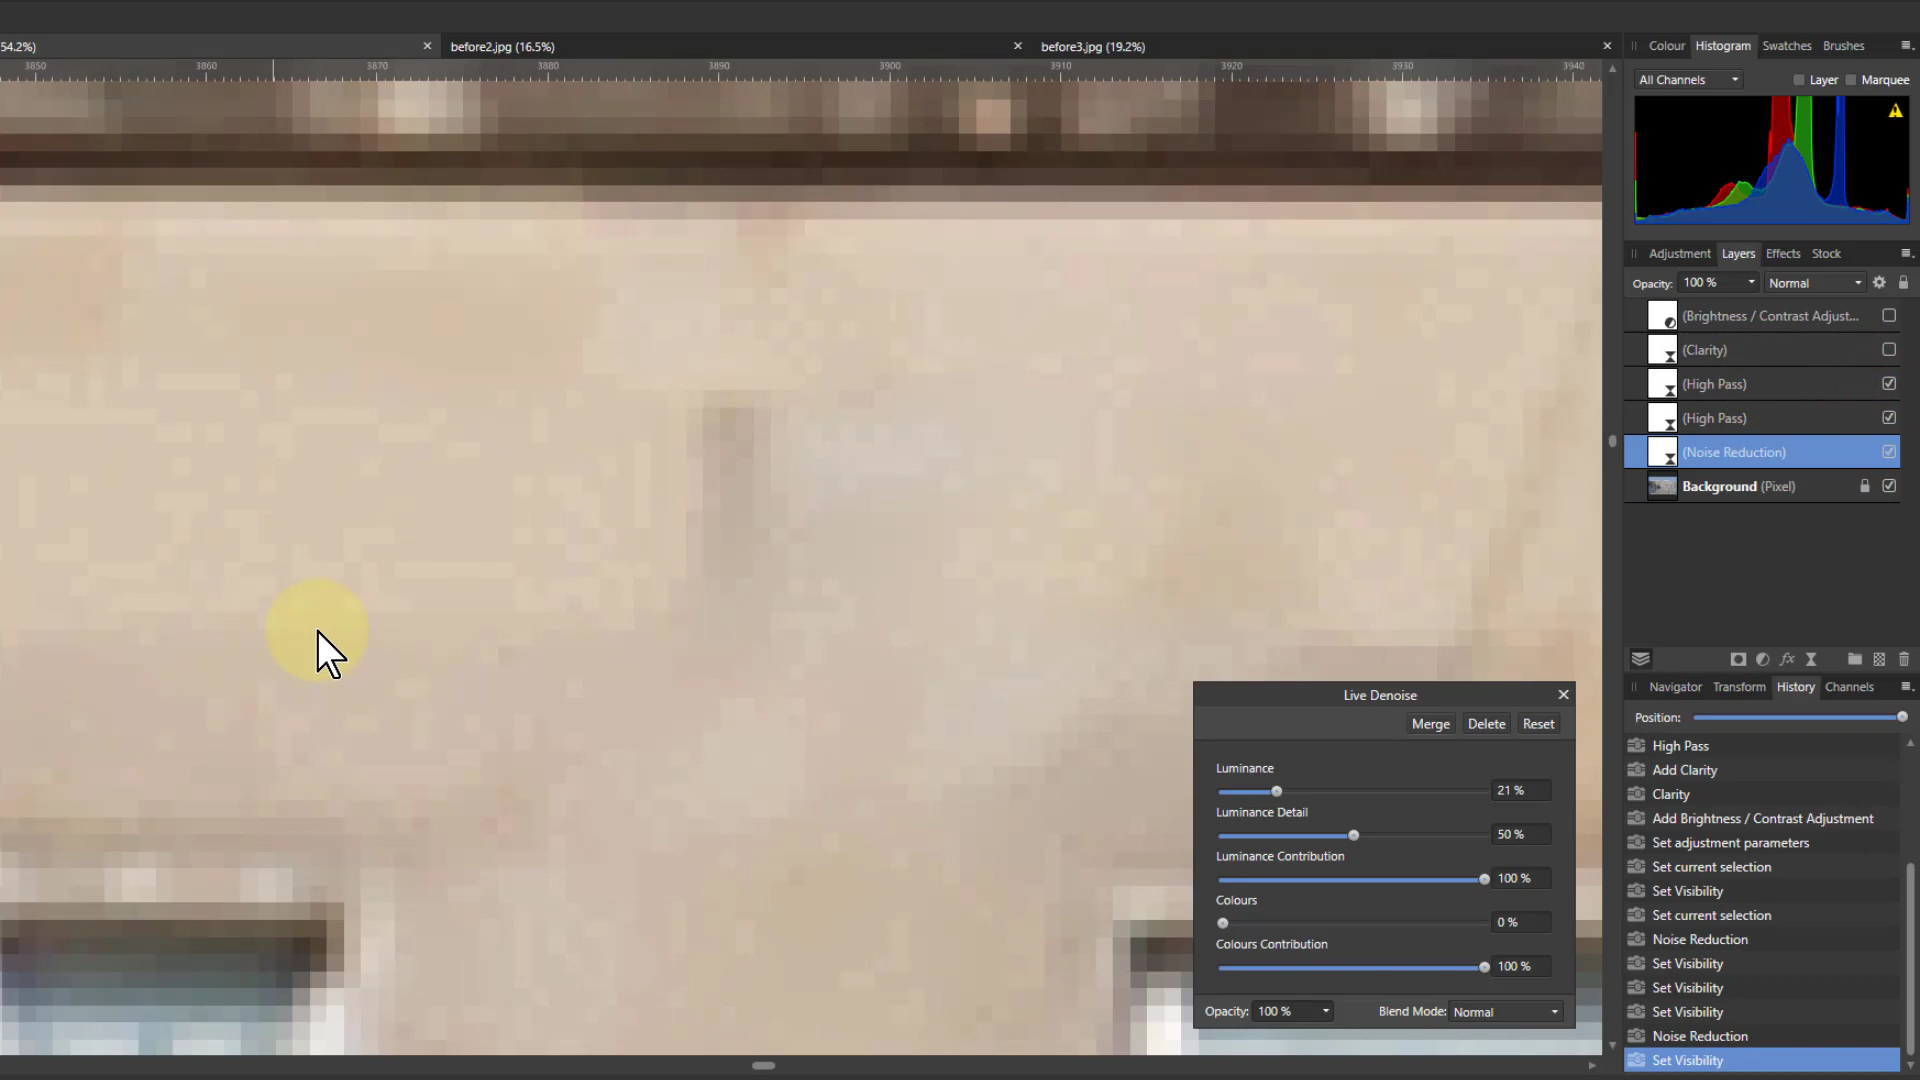 54.2%)
before2.jpg (16.5%)
before3.jpg (19.2%)
3850 3860 3870 3880 3890 3900 3910 3920 3930 3940
Colour Histogram Swatches Brushes
All Channels Layer Marquee
Adjustment Layers Effects Stock
Opacity: 100 % Normal
(Brightness / Contrast Adjust...
(Clarity)
(High Pass)
(High Pass)
(Noise Reduction)
Background (Pixel)
fx
Navigator Transform History Channels
Position:
High Pass
Add Clarity
Clarity
Add Brightness / Contrast Adjustment
Set adjustment parameters
Set current selection
Set Visibility
Set current selection
Noise Reduction
Set Visibility
Set Visibility
Set Visibility
Noise Reduction
Set Visibility
Live Denoise
Merge Delete Reset
Luminance
21 %
Luminance Detail
50 %
Luminance Contribution
100 %
Colours
0 %
Colours Contribution
100 %
Opacity: 100 % Blend Mode: Normal